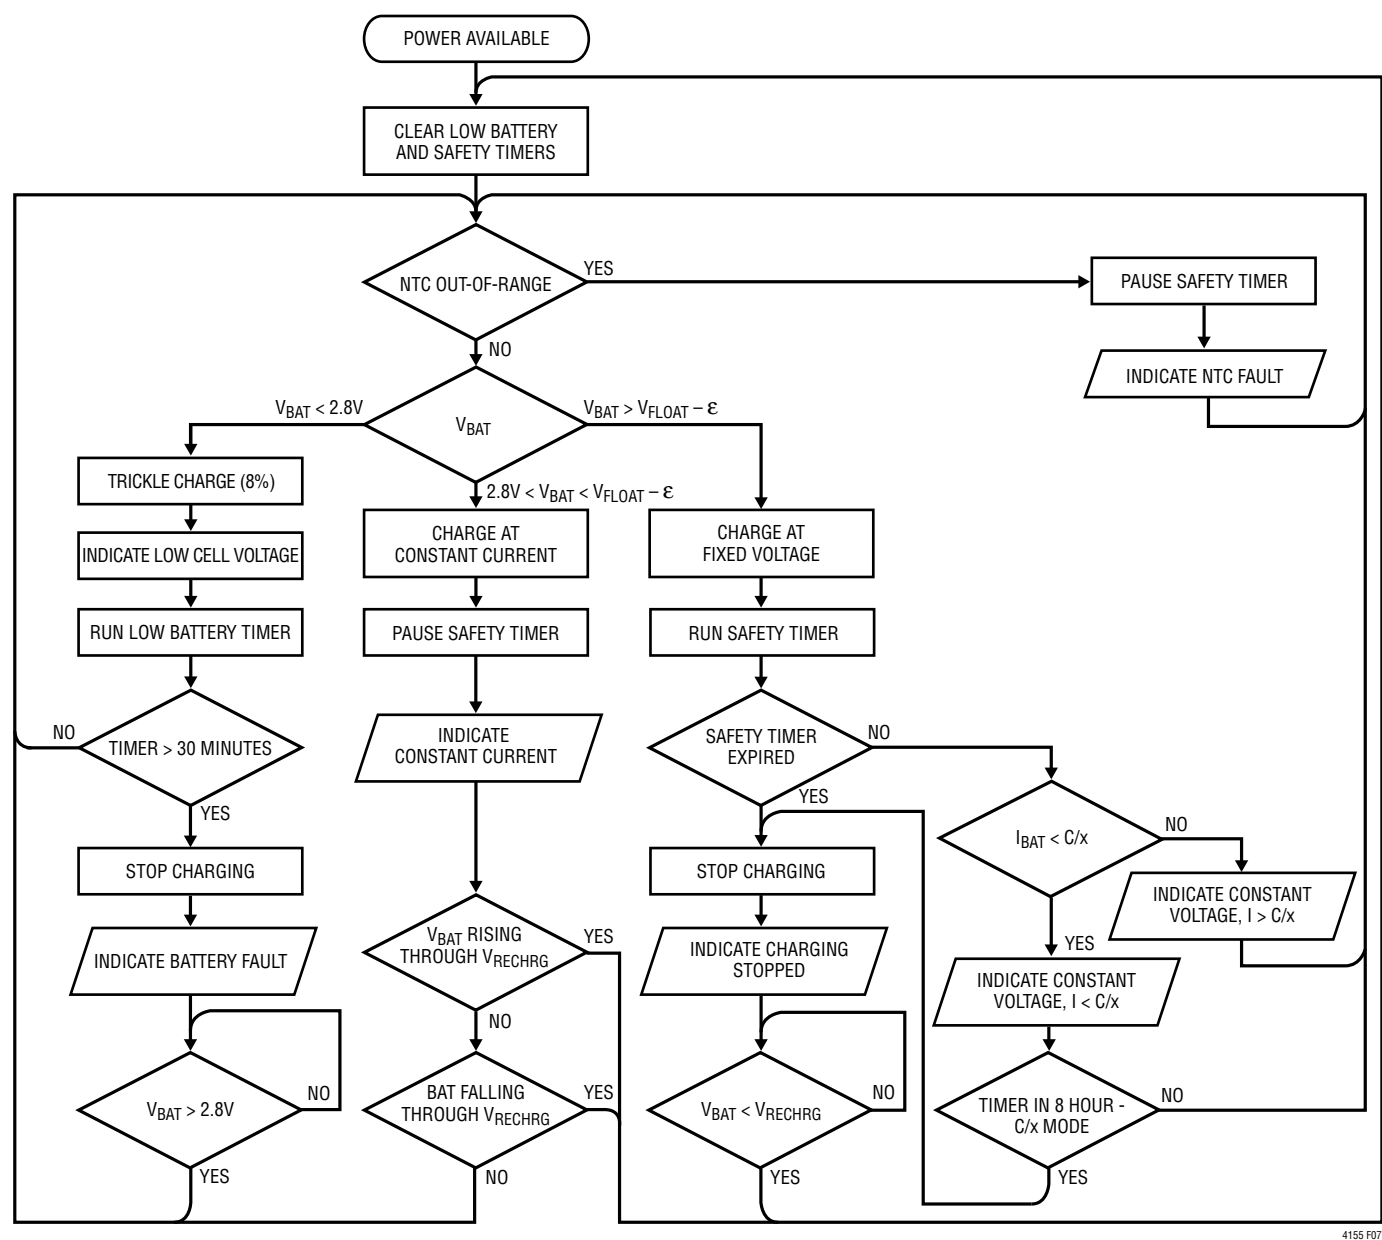 POWER AVAILABLE
CLEAR LOW BATTERY
AND SAFETY TIMERS
NTC OUT-OF-RANGE
YES
NO
PAUSE SAFETY TIMER
INDICATE NTC FAULT
VBAT
VBAT < 2.8V
VBAT > VFLOAT – ε
2.8V < VBAT < VFLOAT – ε
TRICKLE CHARGE (8%)
INDICATE LOW CELL VOLTAGE
RUN LOW BATTERY TIMER
TIMER > 30 MINUTES
NO
YES
STOP CHARGING
INDICATE BATTERY FAULT
VBAT > 2.8V
NO
YES
CHARGE AT
CONSTANT CURRENT
PAUSE SAFETY TIMER
INDICATE
CONSTANT CURRENT
VBAT RISING
THROUGH VRECHRG
YES
NO
BAT FALLING
THROUGH VRECHRG
YES
NO
CHARGE AT
FIXED VOLTAGE
RUN SAFETY TIMER
SAFETY TIMER
EXPIRED
NO
YES
STOP CHARGING
INDICATE CHARGING
STOPPED
VBAT < VRECHRG
NO
YES
IBAT < C/x
NO
YES
INDICATE CONSTANT
VOLTAGE, I > C/x
INDICATE CONSTANT
VOLTAGE, I < C/x
TIMER IN 8 HOUR -
C/x MODE
NO
YES
4155 F07